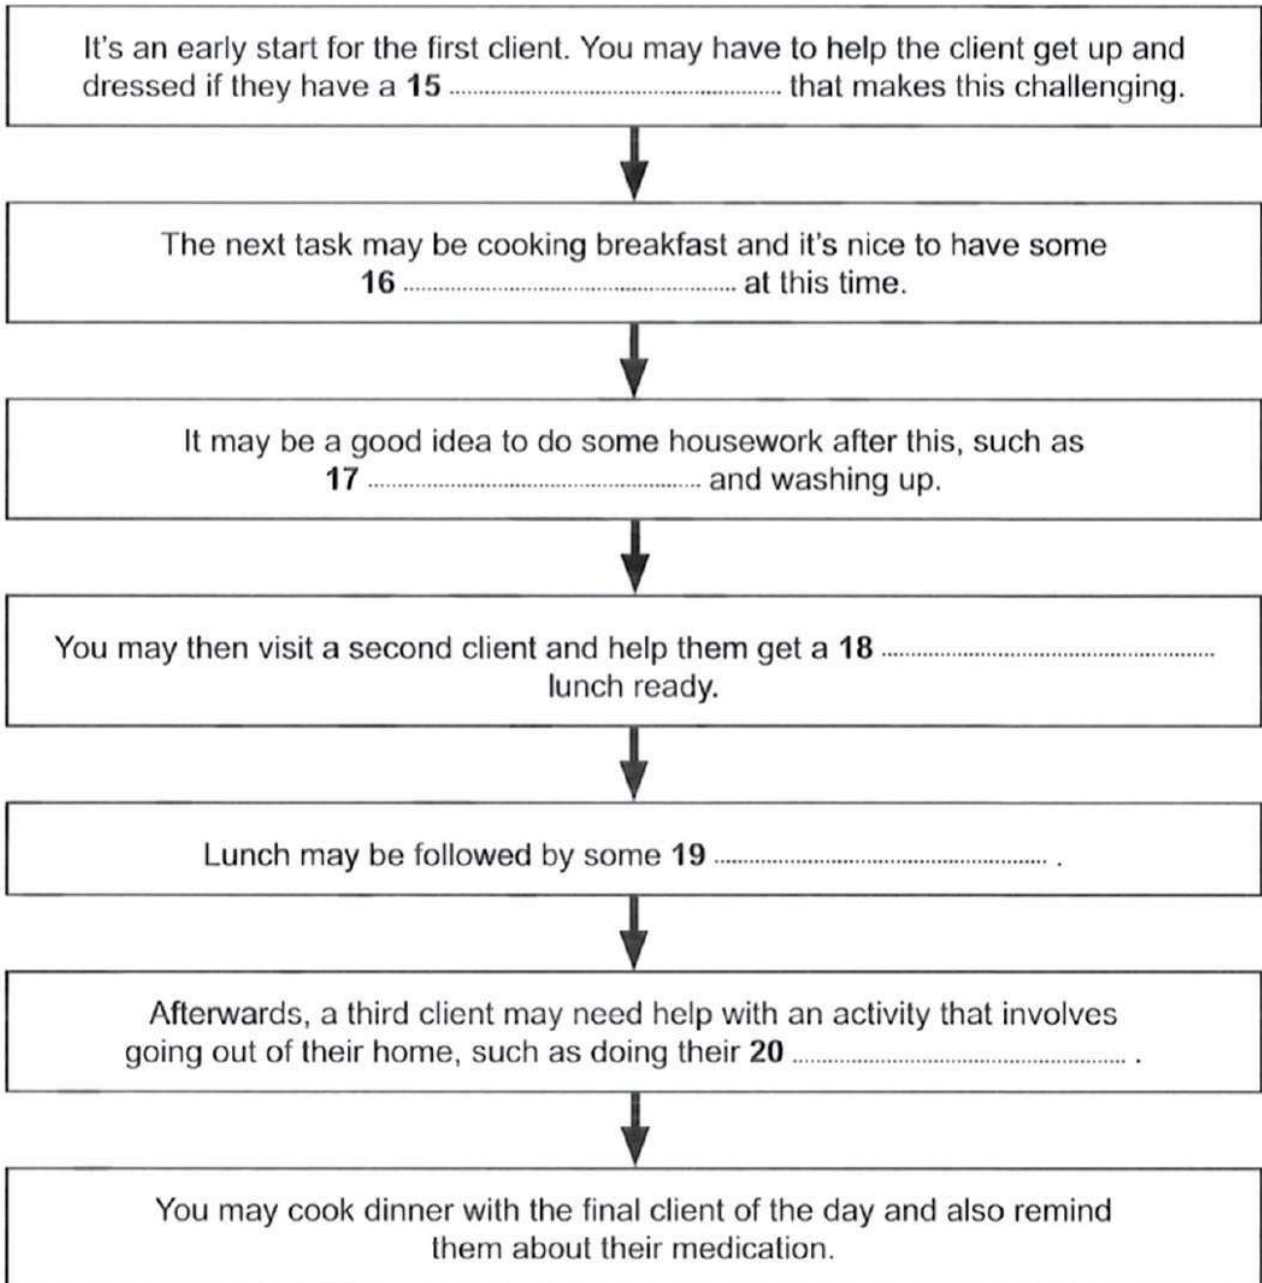 It's an early start for the first client. You may have to help the client get up and
dressed if they have a 15 .................................................. that makes this challenging.
The next task may be cooking breakfast and it's nice to have some
16 .................................................. at this time.
It may be a good idea to do some housework after this, such as
17 .................................................. and washing up.
You may then visit a second client and help them get a 18 ..................................................
lunch ready.
Lunch may be followed by some 19 .................................................. .
Afterwards, a third client may need help with an activity that involves
going out of their home, such as doing their 20 .................................................. .
You may cook dinner with the final client of the day and also remind
them about their medication.